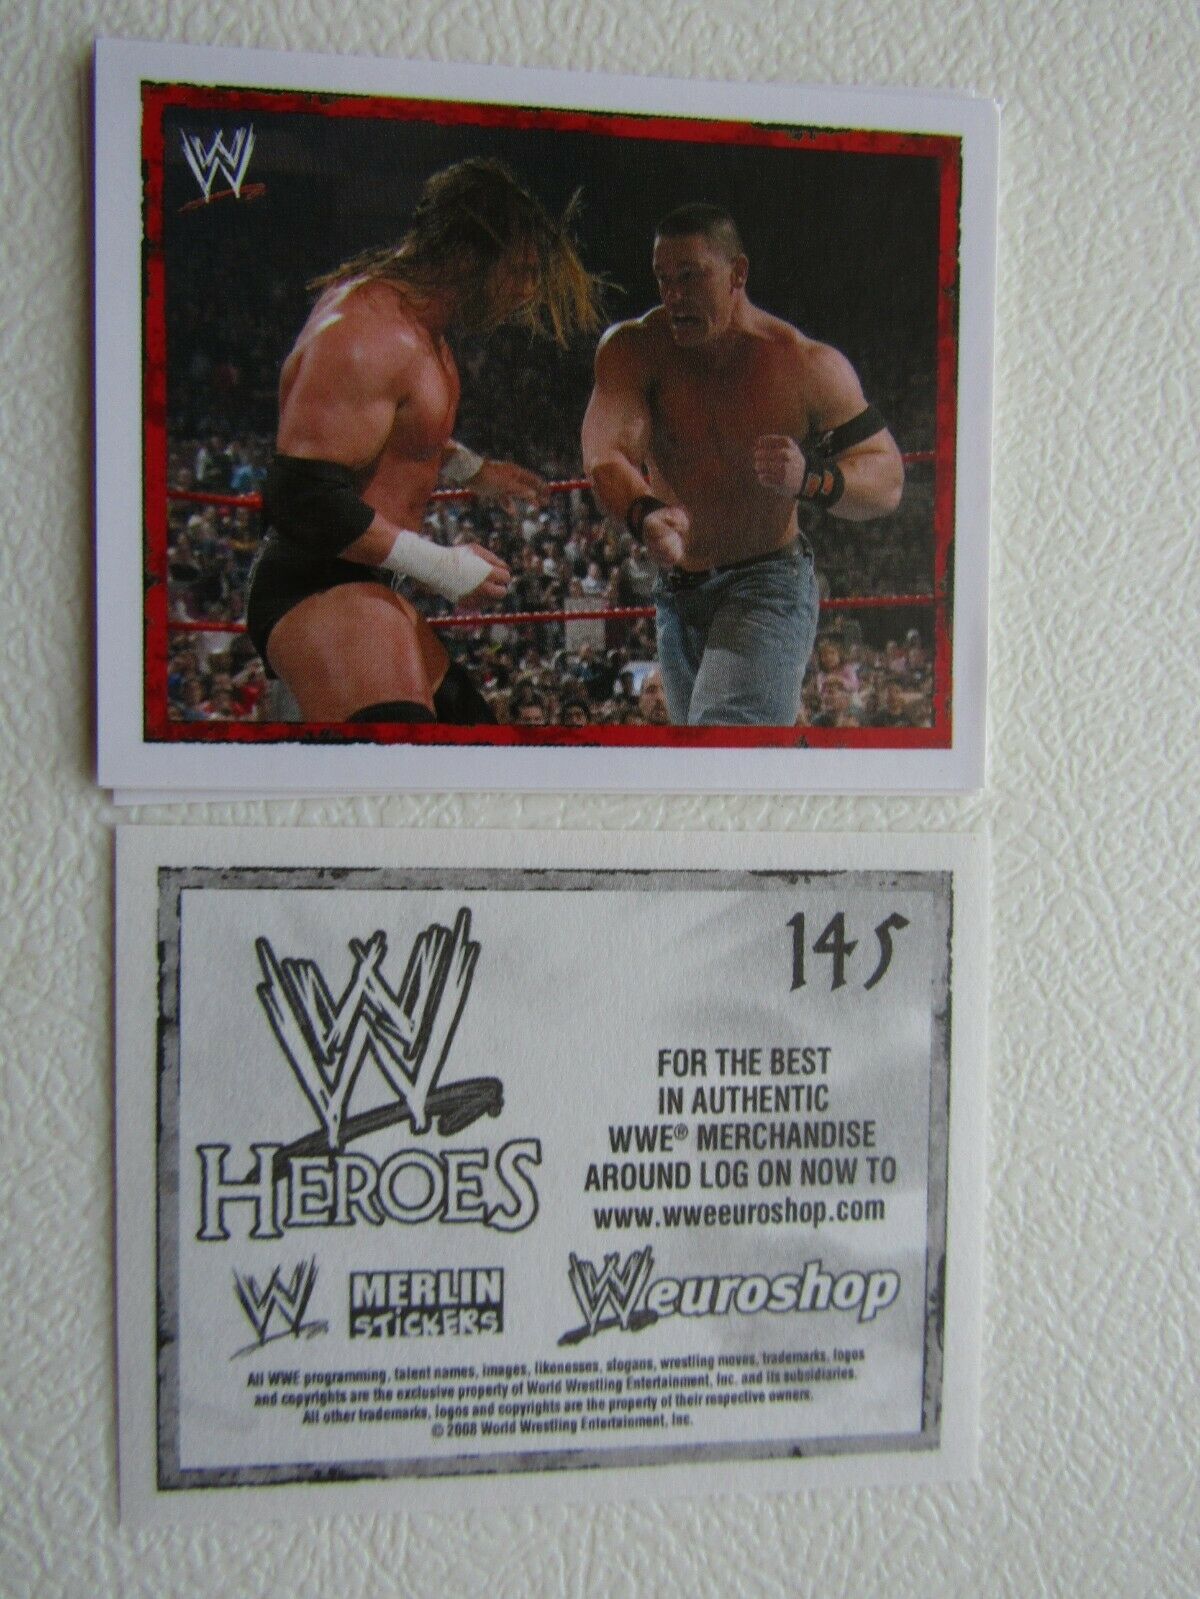 W
145
W
HEROES
FOR THE BEST
IN AUTHENTIC
WWE® MERCHANDISE
AROUND LOG ON NOW TO
www.wweeuroshop.com
W
MERLIN
STiCKERS
W euroshop
All WWE programming, talent names, images, likenesses, slogans, wrestling moves, trademarks, logos
and copyrights are the exclusive property of World Wrestling Entertainment, Inc. and its subsidiaries.
All other trademarks, logos and copyrights are the property of their respective owners.
© 2008 World Wrestling Entertainment, Inc.